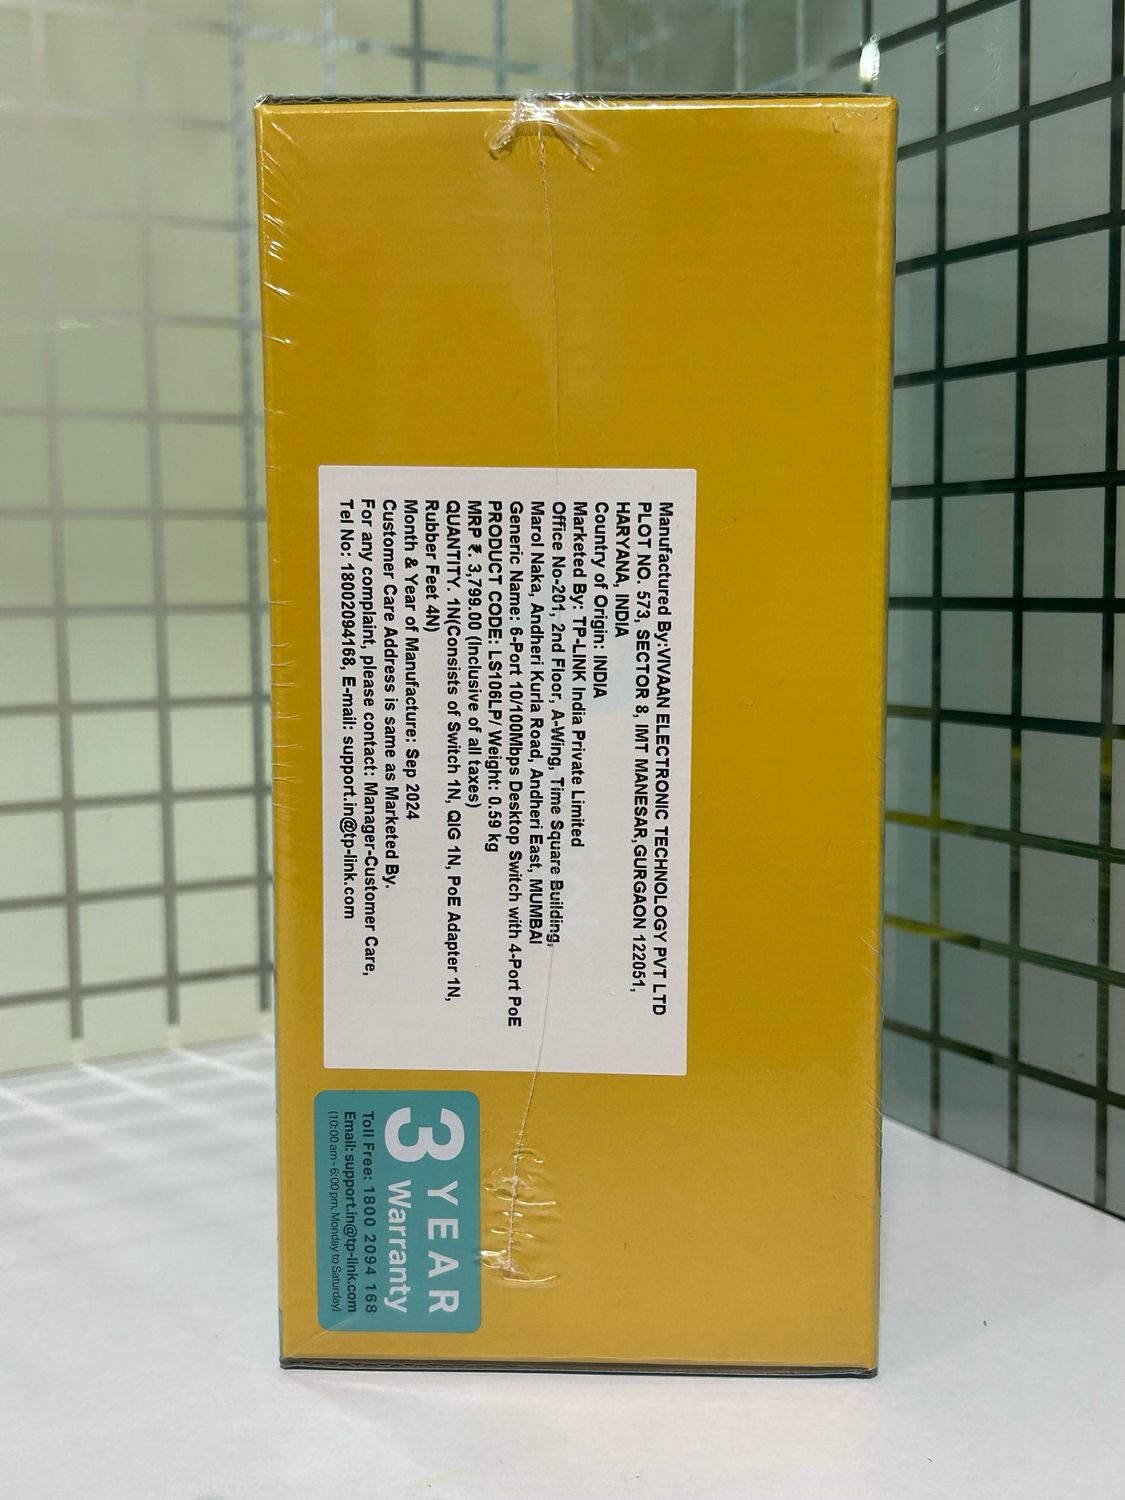 Manufactured By:VIVAAN ELECTRONIC TECHNOLOGY PVT LTD
PLOT NO. 573, SECTOR 8, IMT MANESAR,GURGAON 122051,
HARYANA, INDIA
Country of Origin: INDIA
Marketed By: TP-LINK India Private Limited
Office No-201, 2nd Floor, A-Wing, Time Square Building,
Marol Naka, Andheri Kurla Road, Andheri East, MUMBAI
Generic Name: 6-Port 10/100Mbps Desktop Switch with 4-Port PoE
PRODUCT CODE: LS106LP/ Weight: 0.59 kg
MRP ₹. 3,799.00 (Inclusive of all taxes)
QUANTITY. 1N(Consists of Switch 1N, QIG 1N, PoE Adapter 1N,
Rubber Feet 4N)
Month & Year of Manufacture: Sep 2024
Customer Care Address is same as Marketed By.
For any complaint, please contact: Manager-Customer Care,
Tel No: 18002094168, E-mail: support.in@tp-link.com
3 YEAR
Warranty
Toll Free: 1800 2094 168
Email: support.in@tp-link.com
(10:00 am - 6:00 pm, Monday to Saturday)